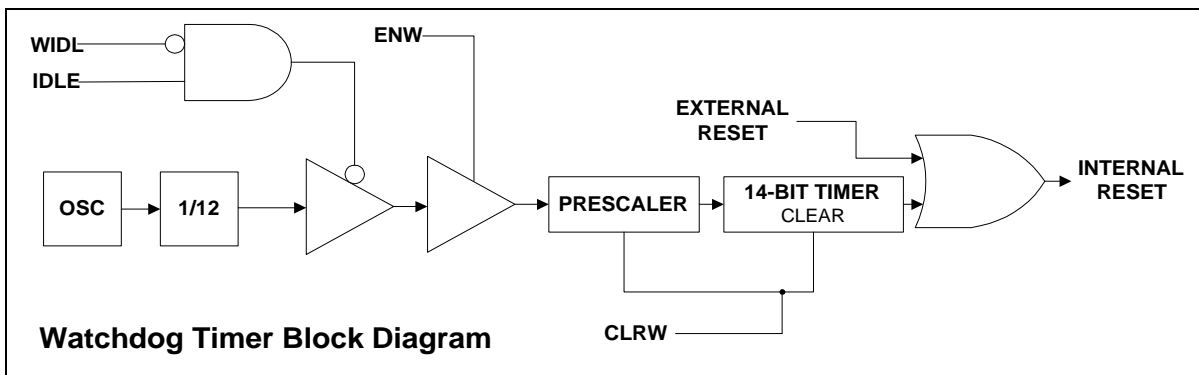 WIDL
IDLE
ENW
EXTERNAL
RESET
INTERNAL
RESET
OSC
1/12
PRESCALER
14-BIT TIMER
CLEAR
CLRW
Watchdog Timer Block Diagram